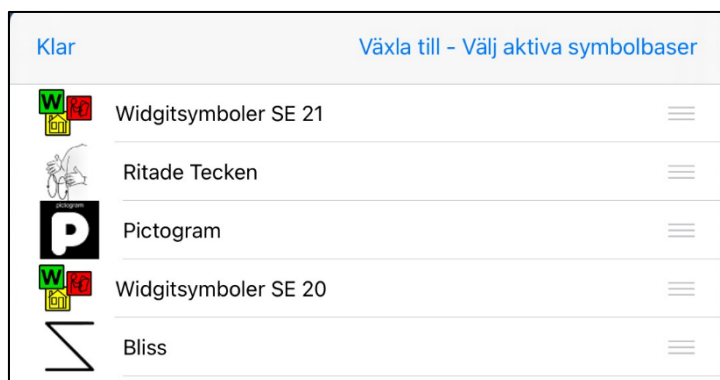 Klar
Växla till - Välj aktiva symbolbaser
W
Widgitsymboler SE 21
Ritade Tecken
pictogram
P
Pictogram
W
Widgitsymboler SE 20
Bliss